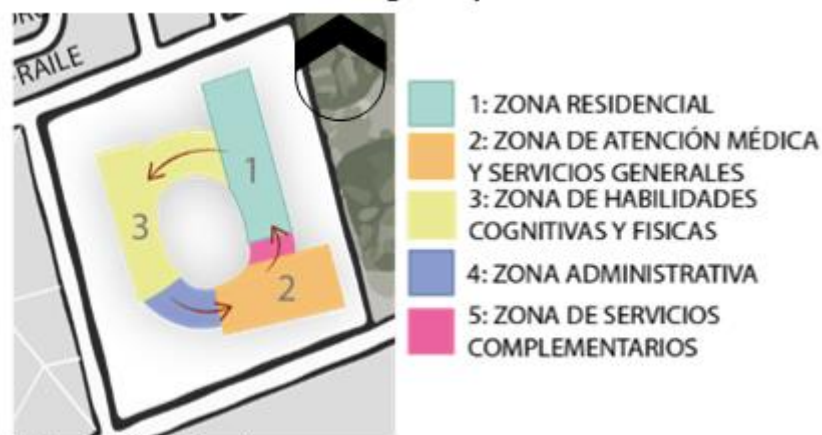 RAILE
1
3
2
1: ZONA RESIDENCIAL
2: ZONA DE ATENCIÓN MÉDICA
Y SERVICIOS GENERALES
3: ZONA DE HABILIDADES
COGNITIVAS Y FISICAS
4: ZONA ADMINISTRATIVA
5: ZONA DE SERVICIOS
COMPLEMENTARIOS